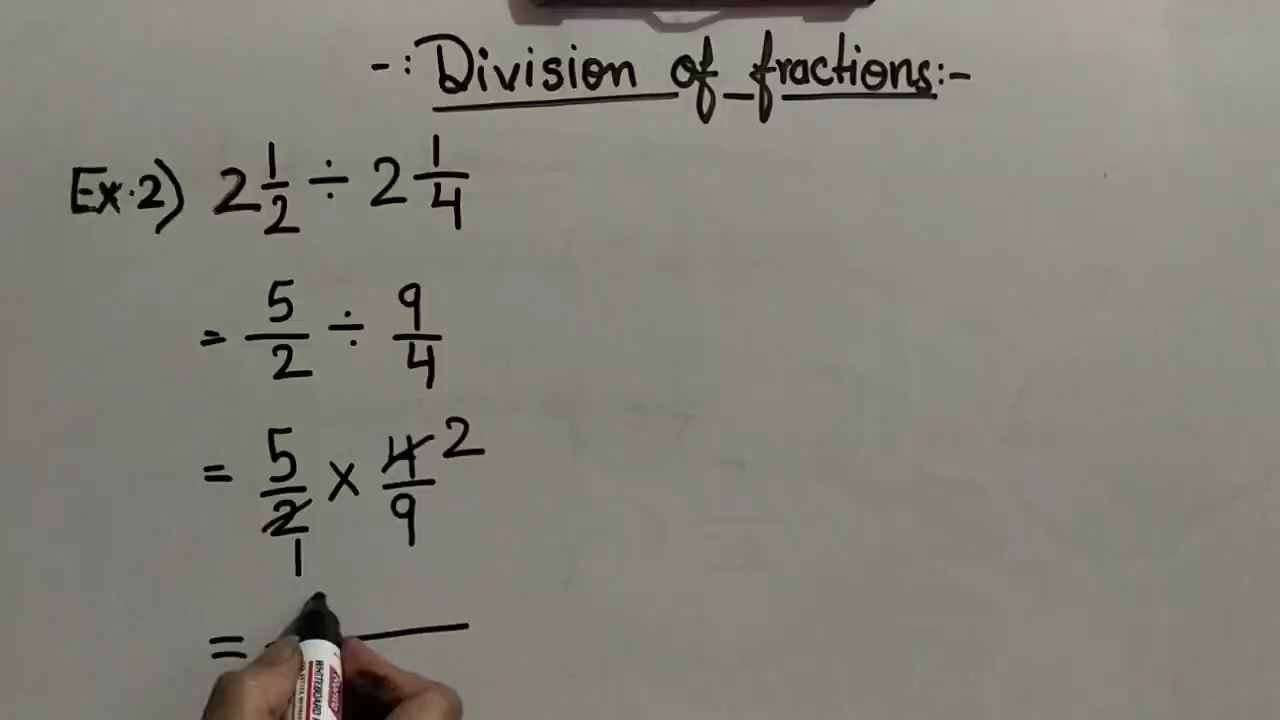 -: Division of fractions:-
Ex.2) 2 1/2 ÷ 2 1/4
= 5/2 ÷ 9/4
= 5/2 × 4/9 2
1
=
WHITEBOARD